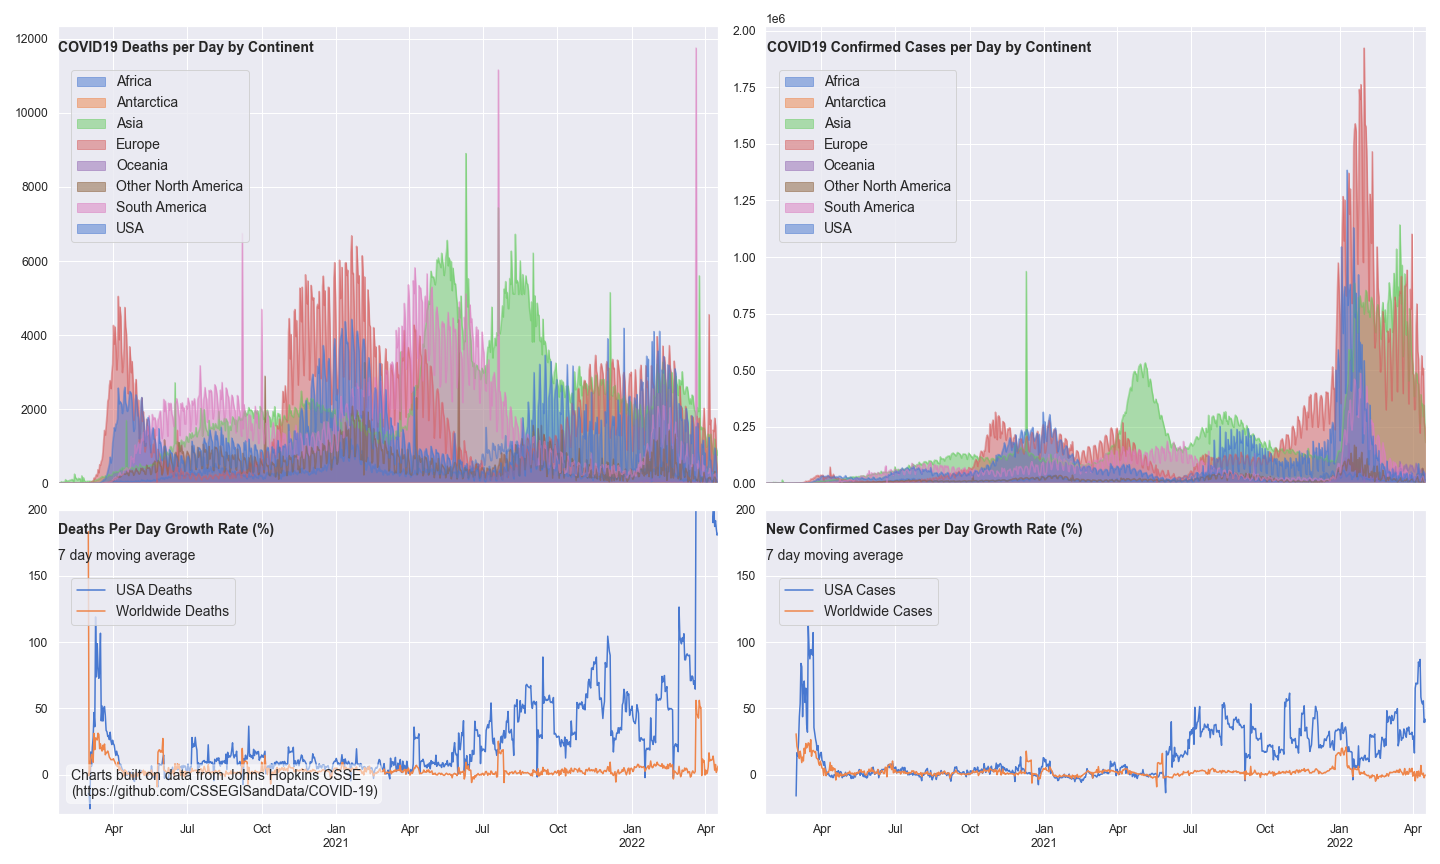 COVID19 Deaths per Day by Continent
12000
10000
8000
6000
4000
2000
0
Africa
Antarctica
Asia
Europe
Oceania
Other North America
South America
USA
1e6
COVID19 Confirmed Cases per Day by Continent
2.00
1.75
1.50
1.25
1.00
0.75
0.50
0.25
0.00
Africa
Antarctica
Asia
Europe
Oceania
Other North America
South America
USA
Deaths Per Day Growth Rate (%)
7 day moving average
200
150
100
50
0
USA Deaths
Worldwide Deaths
Charts built on data from Johns Hopkins CSSE
(https://github.com/CSSEGISandData/COVID-19)
Apr Jul Oct Jan Apr Jul Oct Jan Apr
2021 2022
New Confirmed Cases per Day Growth Rate (%)
7 day moving average
200
150
100
50
0
USA Cases
Worldwide Cases
Apr Jul Oct Jan Apr Jul Oct Jan Apr
2021 2022